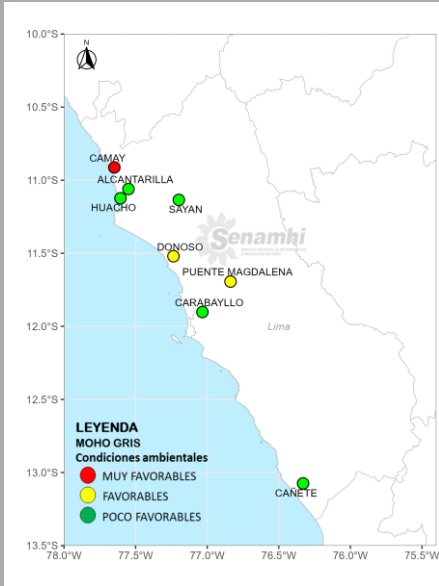 10.0°S
N
10.5°S
CAMAY
11.0°S
ALCANTARILLA
HUACHO
SAYAN
Senamhi
11.5°S
DONOSO
PUENTE MAGDALENA
CARABAYLLO
12.0°S
Lima
12.5°S
LEYENDA
MOHO GRIS
Condiciones ambientales
13.0°S
MUY FAVORABLES
CAÑETE
FAVORABLES
POCO FAVORABLES
13.5°S
78.0°W 77.5°W 77.0°W 76.5°W 76.0°W 75.5°W